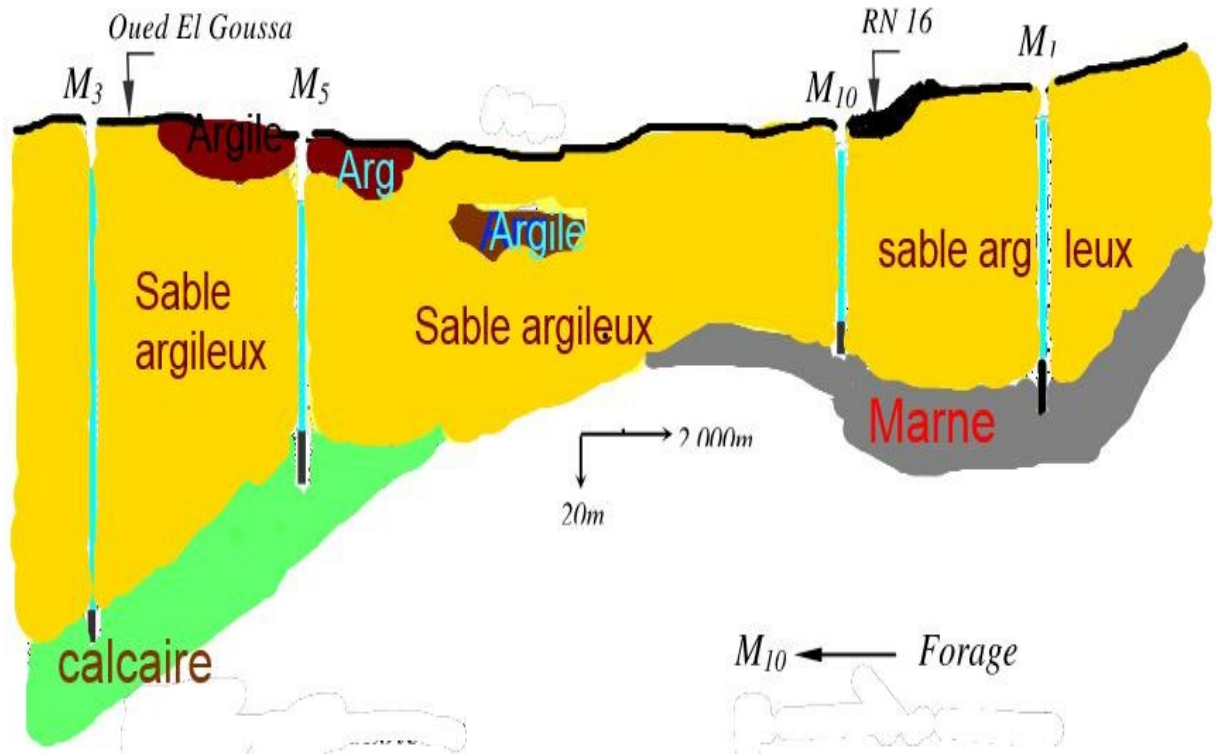 Oued El Goussa
RN 16
M3
M5
M10
M1
Argile
Arg
Argile
Sable
argileux
Sable argileux
sable arg leux
Marne
2 000m
20m
calcaire
M10
Forage